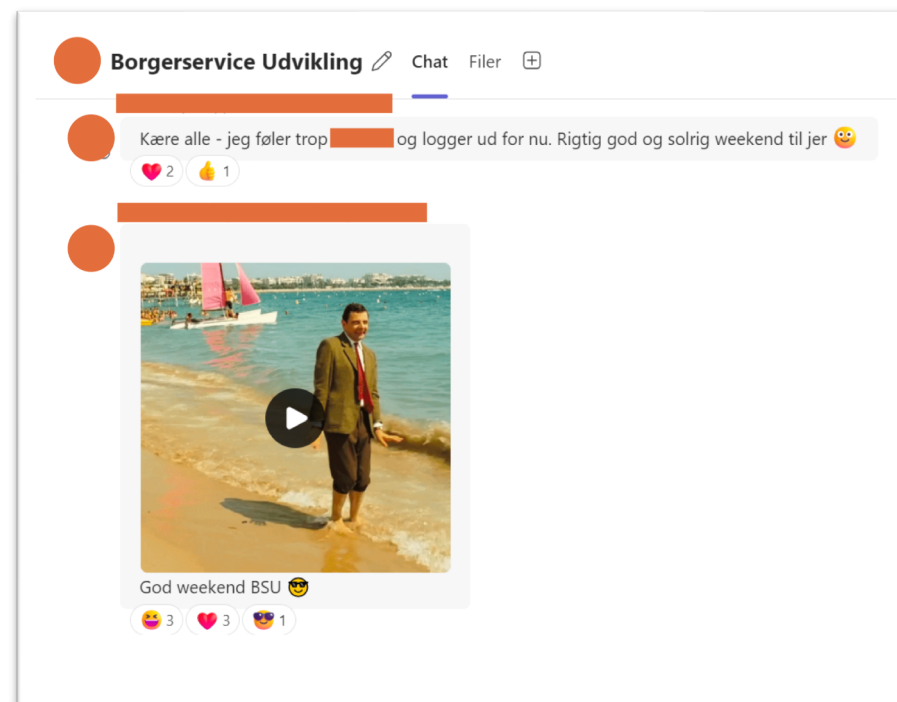 Borgerservice Udvikling Chat Filer
Kære alle - jeg føler trop og logger ud for nu. Rigtig god og solrig weekend til jer 🙂
2 1
God weekend BSU 😎
3 3 1